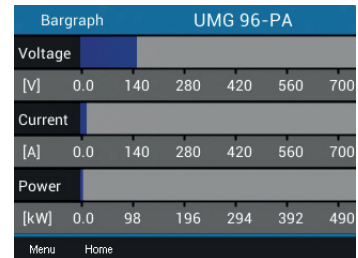 Bargraph UMG 96-PA
Voltage
[V] 0.0 140 280 420 560 700
Current
[A] 0.0 140 280 420 560 700
Power
[kW] 0.0 98 196 294 392 490
Menu Home